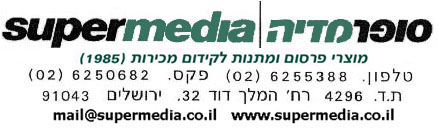 supermedia סופרמדיה
מוצרי פרסום ומתנות לקידום מכירות (1985)
טלפון. 6255388 (02) פקס. 6250682 (02)
ת.ד. 4296 רח' המלך דוד 32, ירושלים 91043
mail@supermedia.co.il www.supermedia.co.il